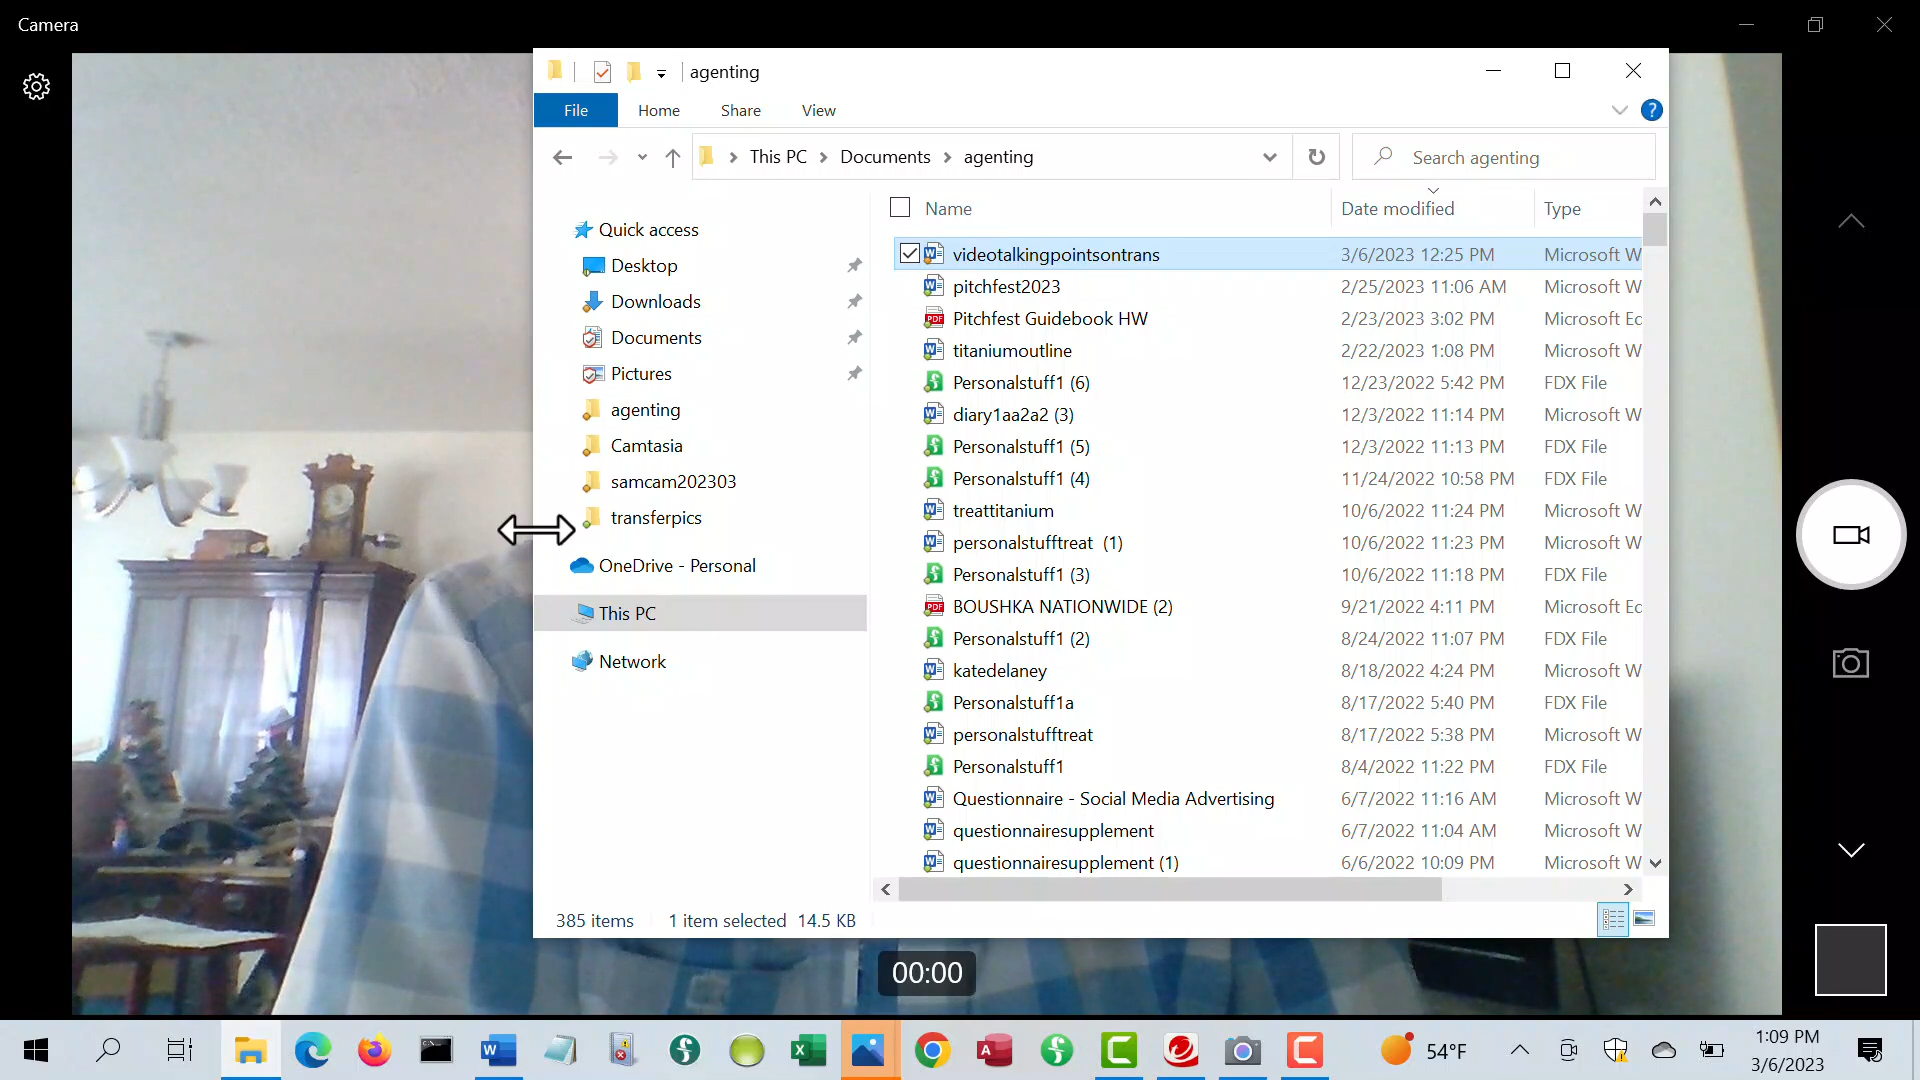 Camera
agenting
File Home Share View
This PC Documents agenting
Search agenting
Name Date modified Type
Quick access
Desktop
Downloads
Documents
Pictures
agenting
Camtasia
samcam202303
transferpics
OneDrive - Personal
This PC
Network
videotalkingpointsontrans 3/6/2023 12:25 PM Microsoft W
pitchfest2023 2/25/2023 11:06 AM Microsoft W
Pitchfest Guidebook HW 2/23/2023 3:02 PM Microsoft Ec
titaniumoutline 2/22/2023 1:08 PM Microsoft W
Personalstuff1 (6) 12/23/2022 5:42 PM FDX File
diary1aa2a2 (3) 12/3/2022 11:14 PM Microsoft W
Personalstuff1 (5) 12/3/2022 11:13 PM FDX File
Personalstuff1 (4) 11/24/2022 10:58 PM FDX File
treattitanium 10/6/2022 11:24 PM Microsoft W
personalstufftreat (1) 10/6/2022 11:23 PM Microsoft W
Personalstuff1 (3) 10/6/2022 11:18 PM FDX File
BOUSHKA NATIONWIDE (2) 9/21/2022 4:11 PM Microsoft Ec
Personalstuff1 (2) 8/24/2022 11:07 PM FDX File
katedelaney 8/18/2022 4:24 PM Microsoft W
Personalstuff1a 8/17/2022 5:40 PM FDX File
personalstufftreat 8/17/2022 5:38 PM Microsoft W
Personalstuff1 8/4/2022 11:22 PM FDX File
Questionnaire - Social Media Advertising 6/7/2022 11:16 AM Microsoft W
questionnairesupplement 6/7/2022 11:04 AM Microsoft W
questionnairesupplement (1) 6/6/2022 10:09 PM Microsoft W
385 items 1 item selected 14.5 KB
00:00
54°F
1:09 PM
3/6/2023